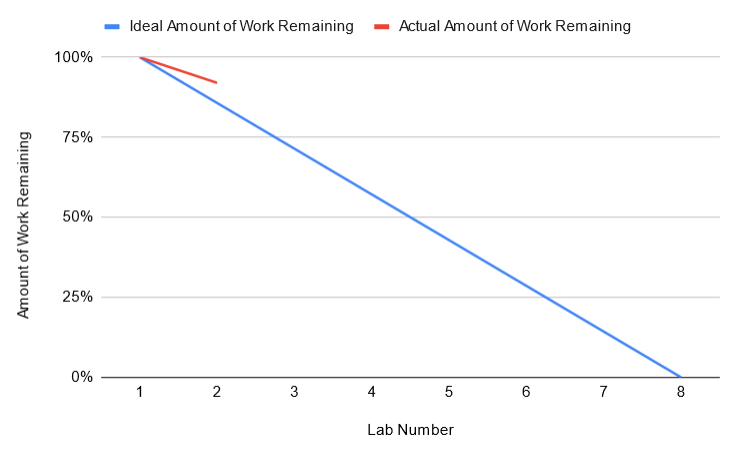 Ideal Amount of Work Remaining Actual Amount of Work Remaining
100%
75%
50%
25%
0%
Amount of Work Remaining
1 2 3 4 5 6 7 8
Lab Number